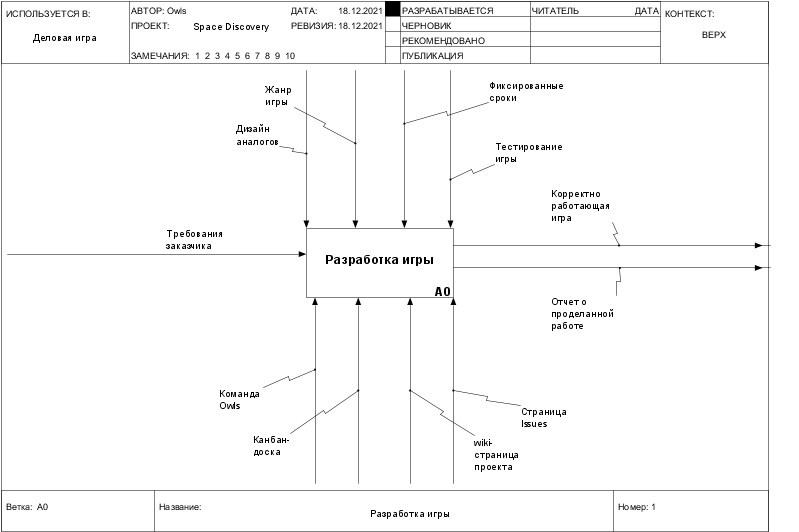 ИСПОЛЬЗУЕТСЯ В:
Деловая игра
АВТОР: Owls
ПРОЕКТ: Space Discovery
ДАТА: 18.12.2021
РЕВИЗИЯ: 18.12.2021
ЗАМЕЧАНИЯ: 1 2 3 4 5 6 7 8 9 10
РАЗРАБАТЫВАЕТСЯ
ЧЕРНОВИК
РЕКОМЕНДОВАНО
ПУБЛИКАЦИЯ
ЧИТАТЕЛЬ ДАТА
КОНТЕКСТ:
ВЕРХ
Жанр
игры
Фиксированные
сроки
Дизайн
аналогов
Тестирование
игры
Корректно
работающая
игра
Требования
заказчика
Разработка игры
A0
Отчет о
проделанной
работе
Команда
Owls
Канбан-
доска
wiki-
страница
проекта
Страница
Issues
Ветка: A0
Название:
Разработка игры
Номер: 1